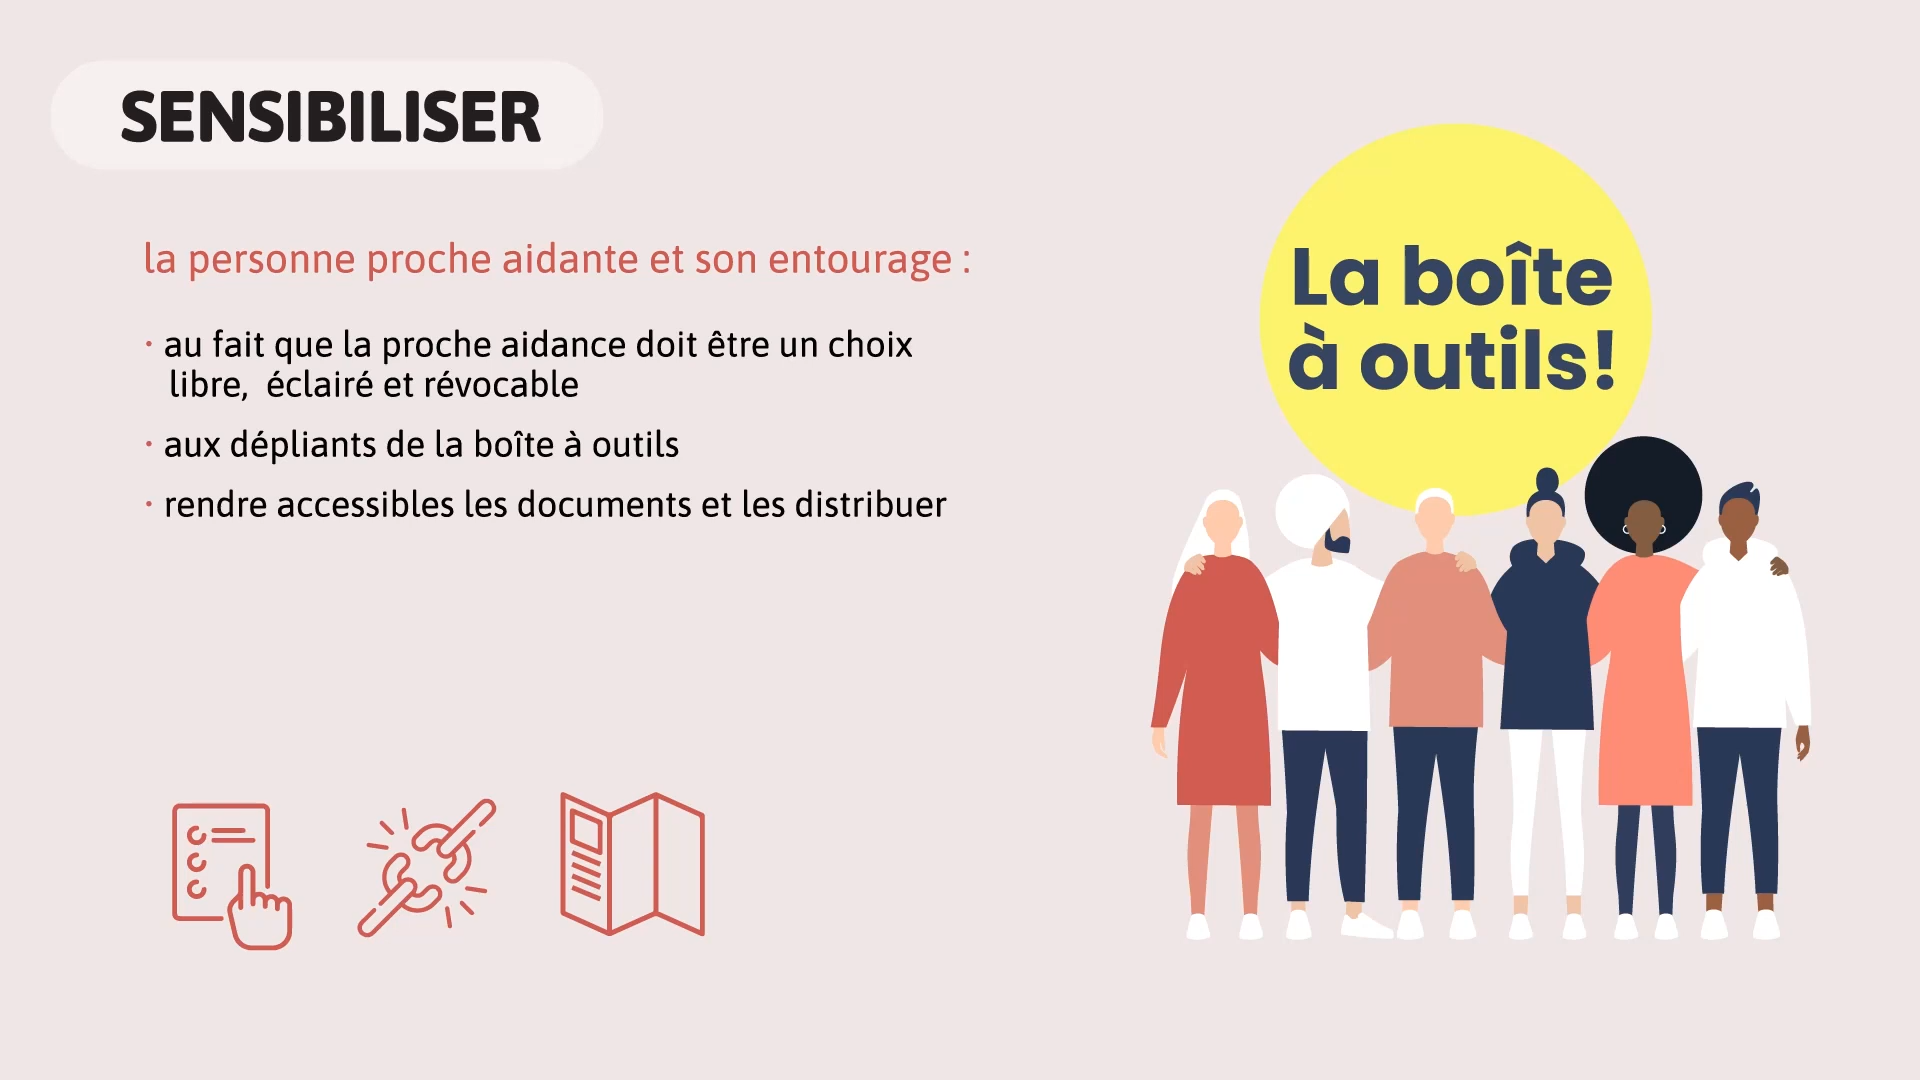 SENSIBILISER
la personne proche aidante et son entourage :
· au fait que la proche aidance doit être un choix
libre,  éclairé et révocable
· aux dépliants de la boîte à outils
· rendre accessibles les documents et les distribuer
La boîte
à outils!